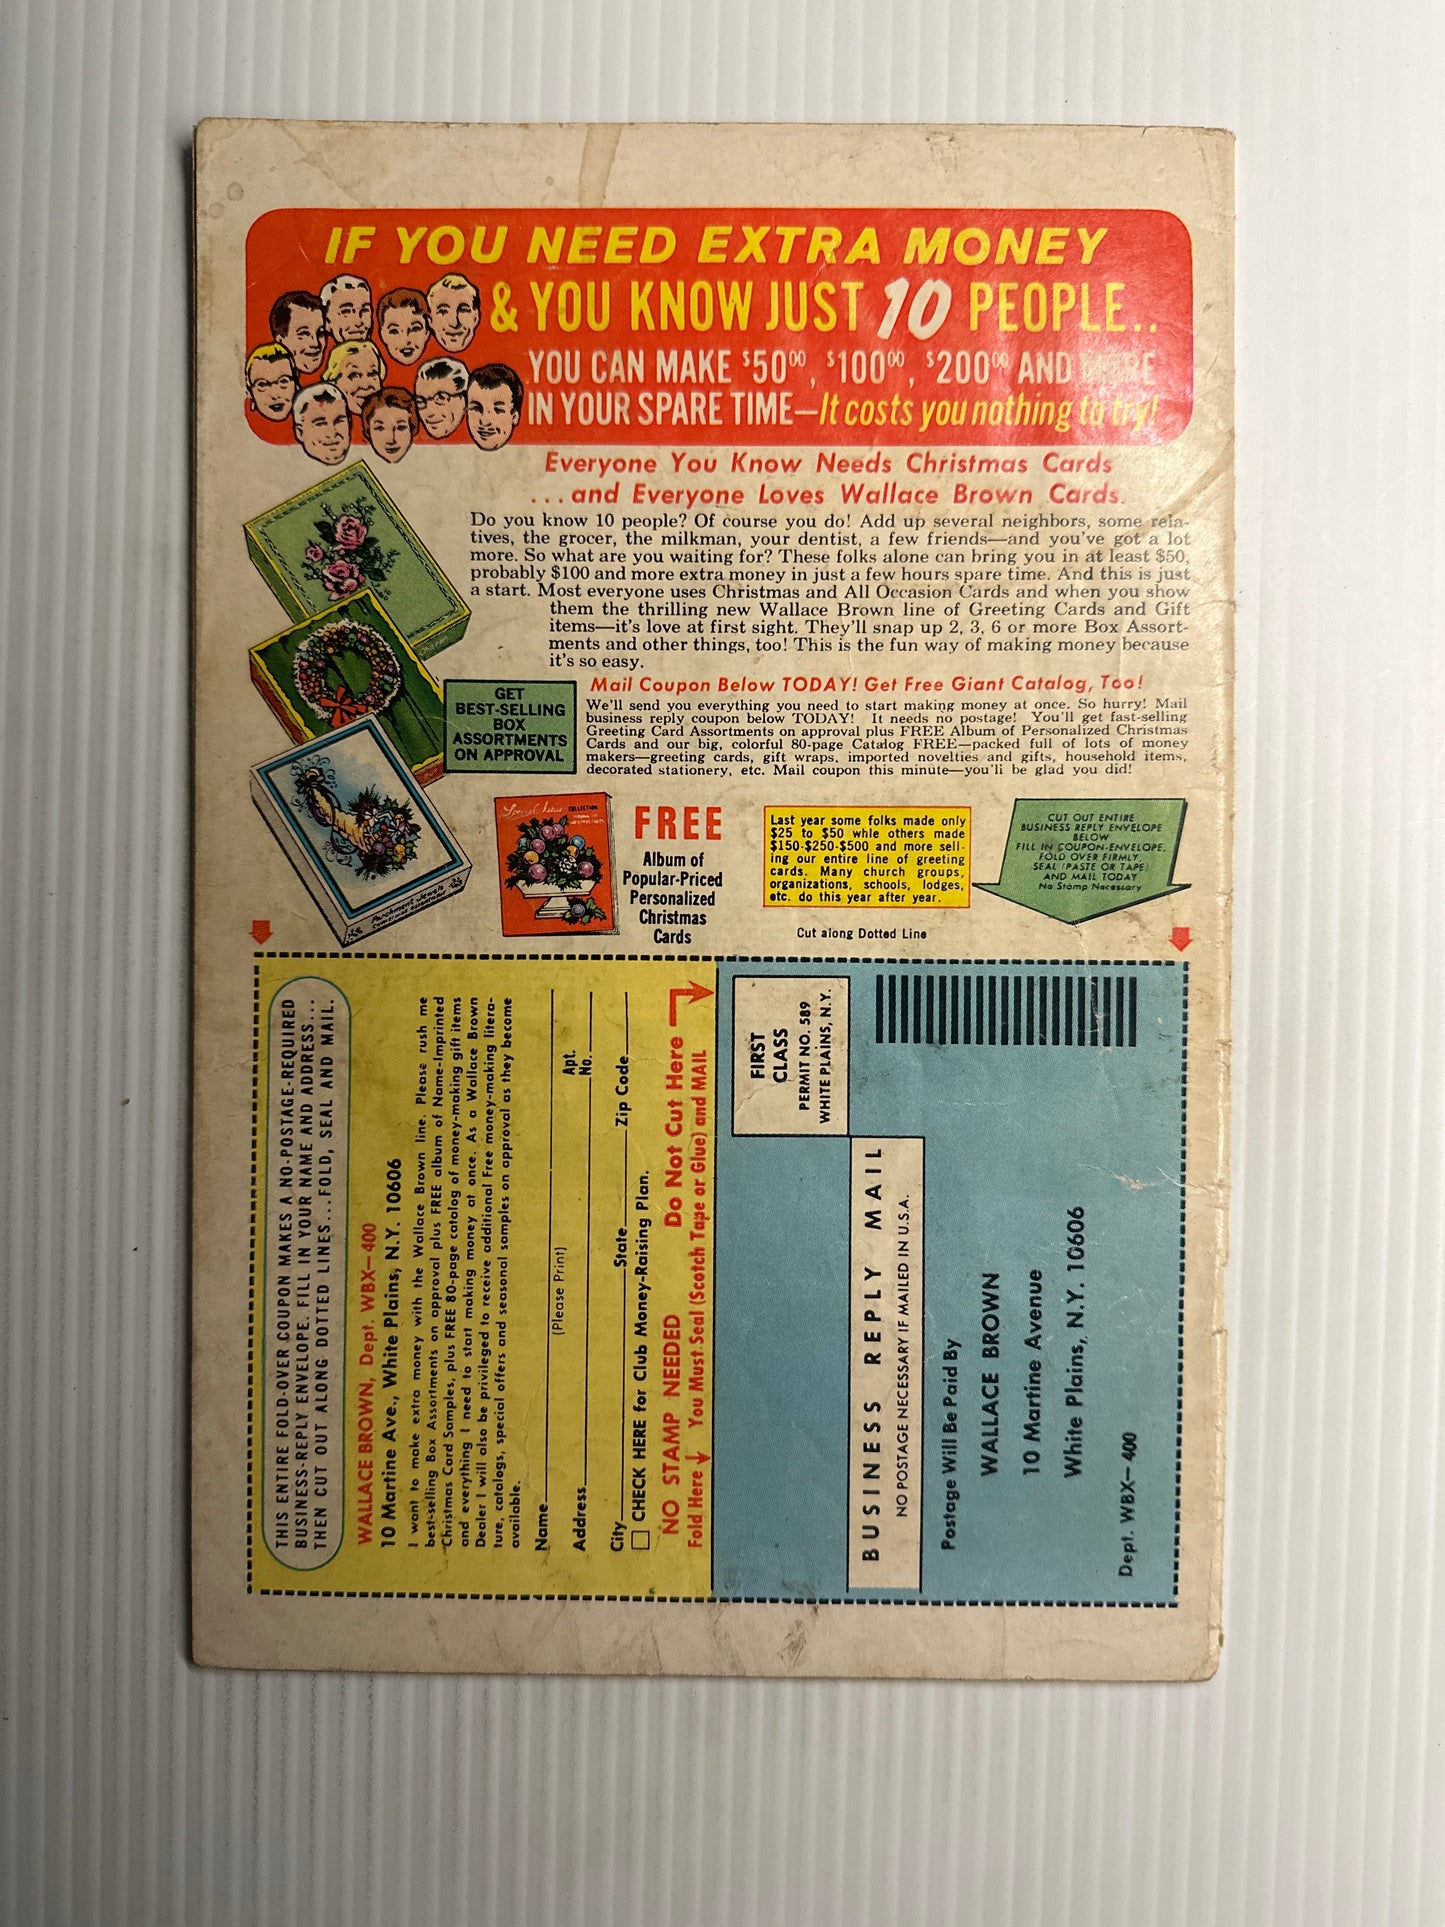 IF YOU NEED EXTRA MONEY
& YOU KNOW JUST 10 PEOPLE..
YOU CAN MAKE $50⁰⁰, $100⁰⁰, $200⁰⁰ AND MORE
IN YOUR SPARE TIME—It costs you nothing to try!
Everyone You Know Needs Christmas Cards
...and Everyone Loves Wallace Brown Cards.
Do you know 10 people? Of course you do! Add up several neighbors, some rela-
tives, the grocer, the milkman, your dentist, a few friends—and you've got a lot
more. So what are you waiting for? These folks alone can bring you in at least $50,
probably $100 and more extra money in just a few hours spare time. And this is just
a start. Most everyone uses Christmas and All Occasion Cards and when you show
them the thrilling new Wallace Brown line of Greeting Cards and Gift
items—it's love at first sight. They'll snap up 2, 3, 6 or more Box Assort-
ments and other things, too! This is the fun way of making money because
it's so easy.
GET
BEST-SELLING
BOX
ASSORTMENTS
ON APPROVAL
Mail Coupon Below TODAY! Get Free Giant Catalog, Too!
We'll send you everything you need to start making money at once. So hurry! Mail
business reply coupon below TODAY! It needs no postage! You'll get fast-selling
Greeting Card Assortments on approval plus FREE Album of Personalized Christmas
Cards and our big, colorful 80-page Catalog FREE—packed full of lots of money
makers—greeting cards, gift wraps, imported novelties and gifts, household items,
decorated stationery, etc. Mail coupon this minute—you'll be glad you did!
Parchment Jewels
COLLECTION
FREE
Album of
Popular-Priced
Personalized
Christmas
Cards
Last year some folks made only
$25 to $50 whle others made
$150-$250-$500 and more sell-
ing our entire line of greeting
cards. Many church groups,
organizations, schools, lodges,
etc. do this year after year.
Cut along Dotted Line
CUT OUT ENTIRE
BUSINESS REPLY ENVELOPE
BELOW
FILL IN COUPON-ENVELOPE,
FOLD OVER FIRMLY,
SEAL (PASTE OR TAPE)
AND MAIL TODAY
No Stamp Necessary
THIS ENTIRE FOLD-OVER COUPON MAKES A NO-POSTAGE-REQUIRED
BUSINESS-REPLY ENVELOPE. FILL IN YOUR NAME AND ADDRESS...
THEN CUT OUT ALONG DOTTED LINES...FOLD, SEAL AND MAIL.
WALLACE BROWN, Dept. WBX—400
10 Martine Ave., White Plains, N.Y. 10606
I want to make extra money with the Wallace Brown line. Please rush me
best-selling Box Assortments on approval plus FREE album of Name-Imprinted
Christmas Card Samples, plus FREE 80-page catalog of money-making gift items
and everything I need to start making money at once. As a Wallace Brown
Dealer I will also be privileged to receive additional Free money-making litera-
ture, catalogs, special offers and seasonal samples on approval as they become
available.
Name
(Please Print)
Address Apt. No.
City State Zip Code
CHECK HERE for Club Money-Raising Plan.
NO STAMP NEEDED Do Not Cut Here
Fold Here You Must Seal (Scotch Tape or Glue) and MAIL
FIRST
CLASS
PERMIT NO. 589
WHITE PLAINS, N.Y.
BUSINESS REPLY MAIL
NO POSTAGE NECESSARY IF MAILED IN U.S.A.
Postage Will Be Paid By
WALLACE BROWN
10 Martine Avenue
White Plains, N.Y. 10606
Dept. WBX—400